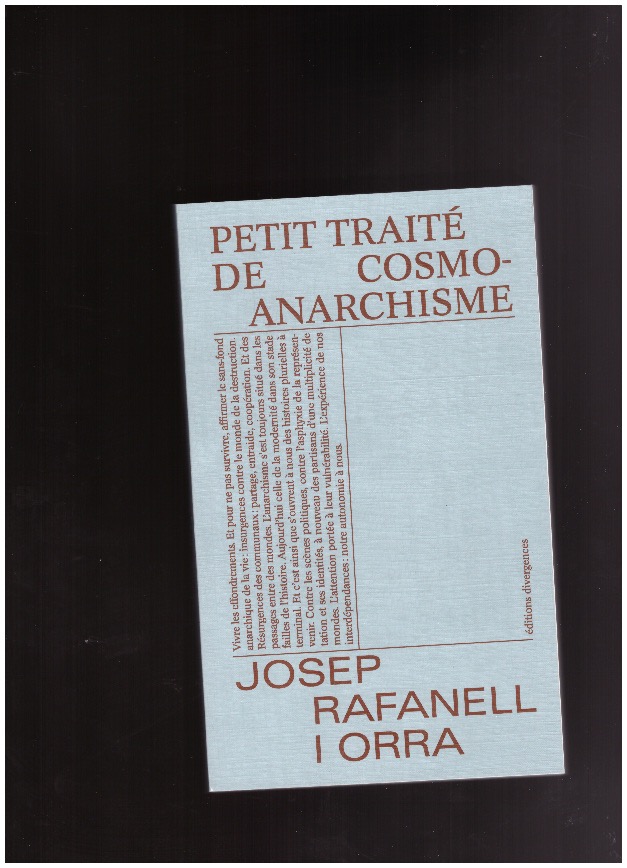 PETIT TRAITÉ
DE COSMO-
ANARCHISME
Vivre les effondrements. Et pour ne pas survivre, affirmer le sans-fond
anarchique de la vie : insurgences contre le monde de la destruction.
Résurgences des communaux : partage, entraide, coopération. Et des
passages entre des mondes. L'anarchisme s'est toujours situé dans les
failles de l'histoire. Aujourd'hui celle de la modernité dans son stade
terminal. Et c'est ainsi que s'ouvrent à nous des histoires plurielles à
venir. Contre les scènes politiques, contre l'asphyxie de la représen-
tation et ses identités, à nouveau des partisans d'une multiplicité de
mondes. L'attention portée à leur vulnérabilité. L'expérience de nos
interdépendances : notre autonomie à nous.
éditions divergences
JOSEP
RAFANELL
I ORRA